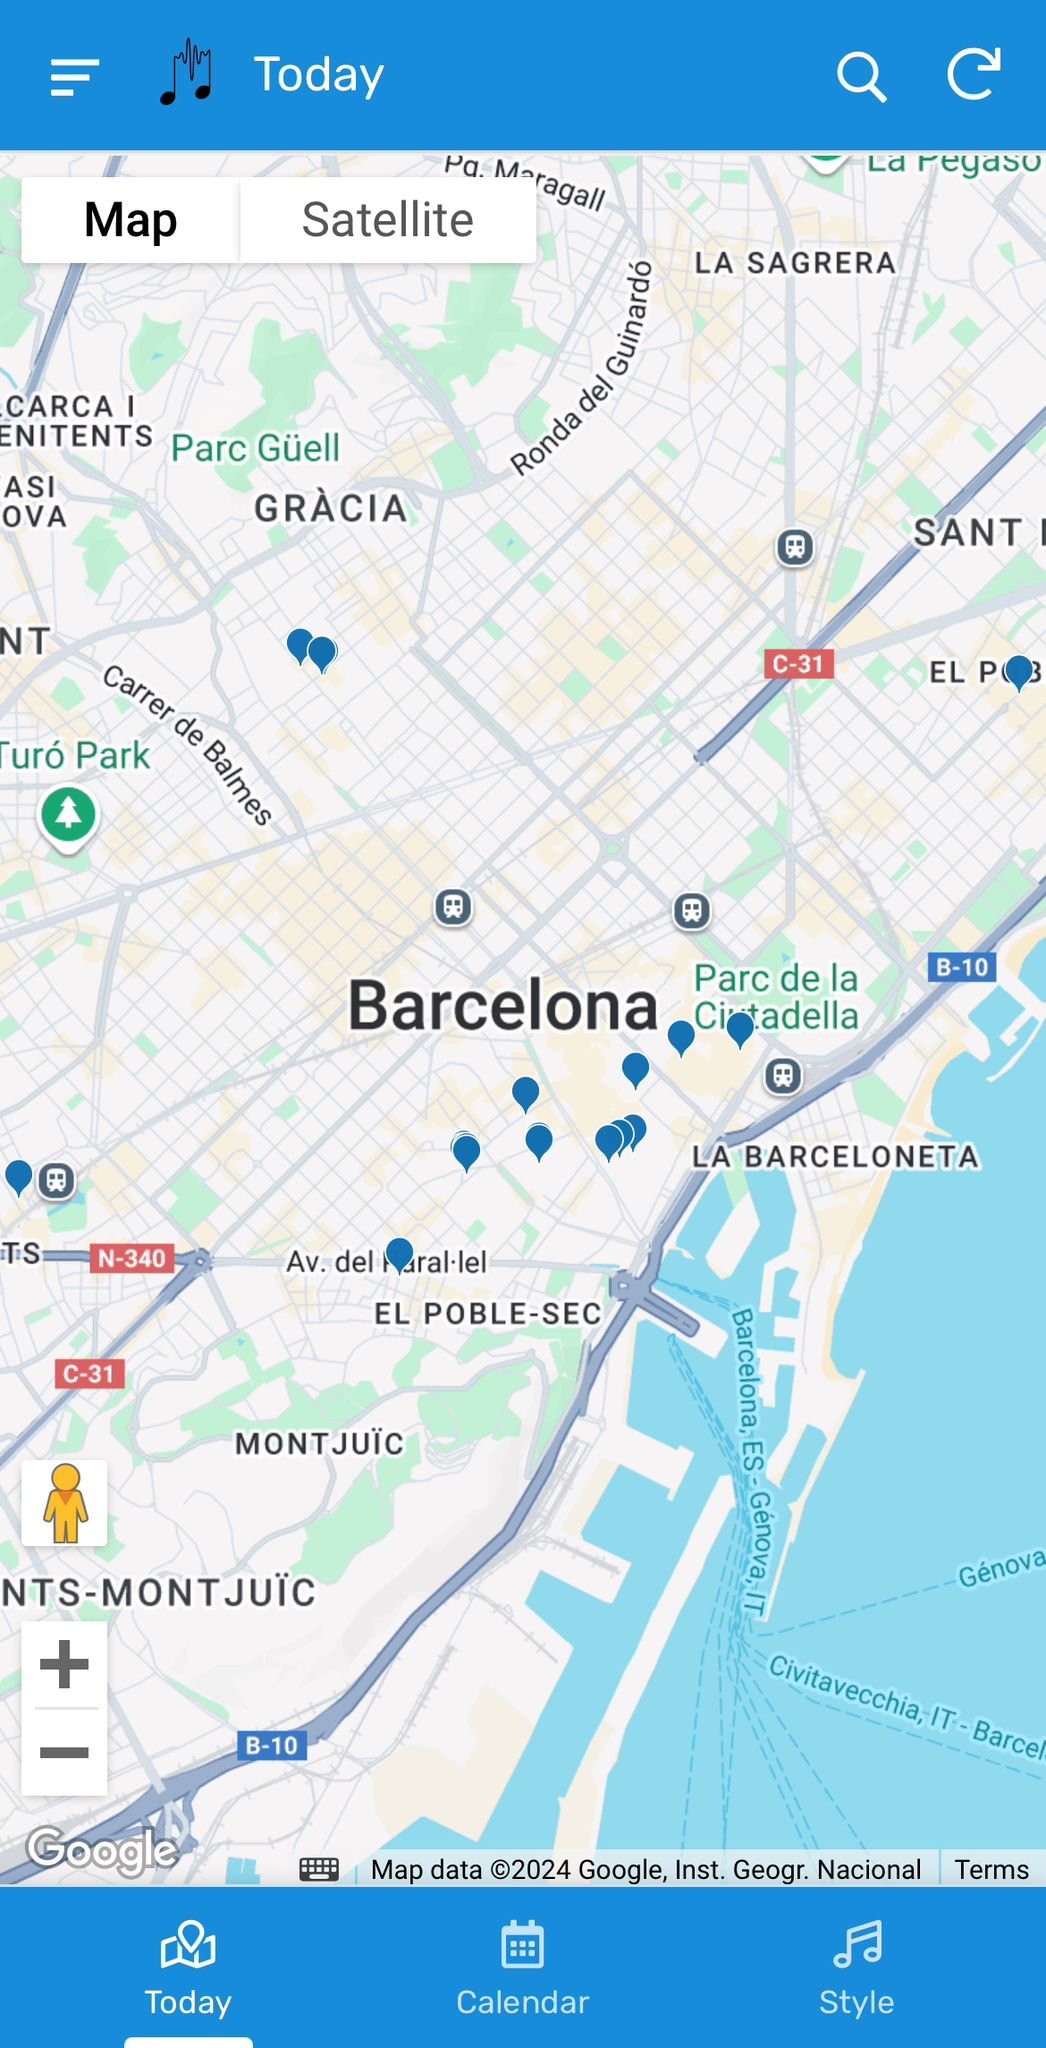 Today
Pg. Maragall
La Pegaso
Map
Satellite
LA SAGRERA
Ronda del Guinardó
CARCA I
ENITENTS
Parc Güell
ASI
OVA
GRÀCIA
SANT
NT
C-31
EL POB
Carrer de Balmes
Turó Park
Barcelona
Parc de la
Ciutadella
B-10
LA BARCELONETA
TS
N-340
Av. del Paral·lel
EL POBLE-SEC
C-31
MONTJUÏC
Barcelona, ES - Génova, IT
Génova
NTS-MONTJUÏC
Civitavecchia, IT - Barcel
B-10
Google
Map data ©2024 Google, Inst. Geogr. Nacional
Terms
Today
Calendar
Style